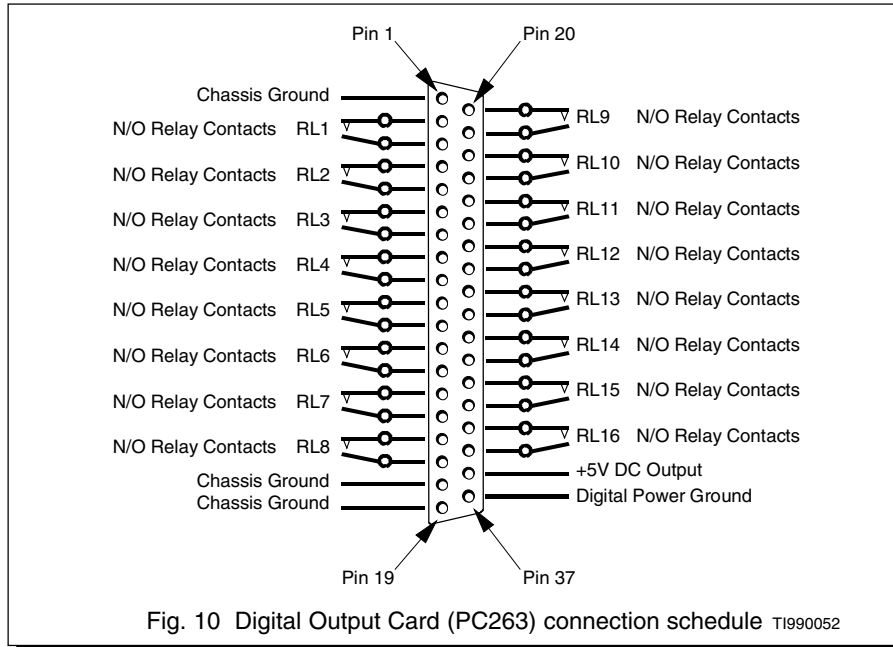 Pin 1 Pin 20
Chassis Ground
N/O Relay Contacts RL1 RL9 N/O Relay Contacts
N/O Relay Contacts RL2 RL10 N/O Relay Contacts
N/O Relay Contacts RL3 RL11 N/O Relay Contacts
N/O Relay Contacts RL4 RL12 N/O Relay Contacts
N/O Relay Contacts RL5 RL13 N/O Relay Contacts
N/O Relay Contacts RL6 RL14 N/O Relay Contacts
N/O Relay Contacts RL7 RL15 N/O Relay Contacts
N/O Relay Contacts RL8 RL16 N/O Relay Contacts
Chassis Ground +5V DC Output
Chassis Ground Digital Power Ground
Pin 19 Pin 37
Fig. 10 Digital Output Card (PC263) connection schedule TI990052